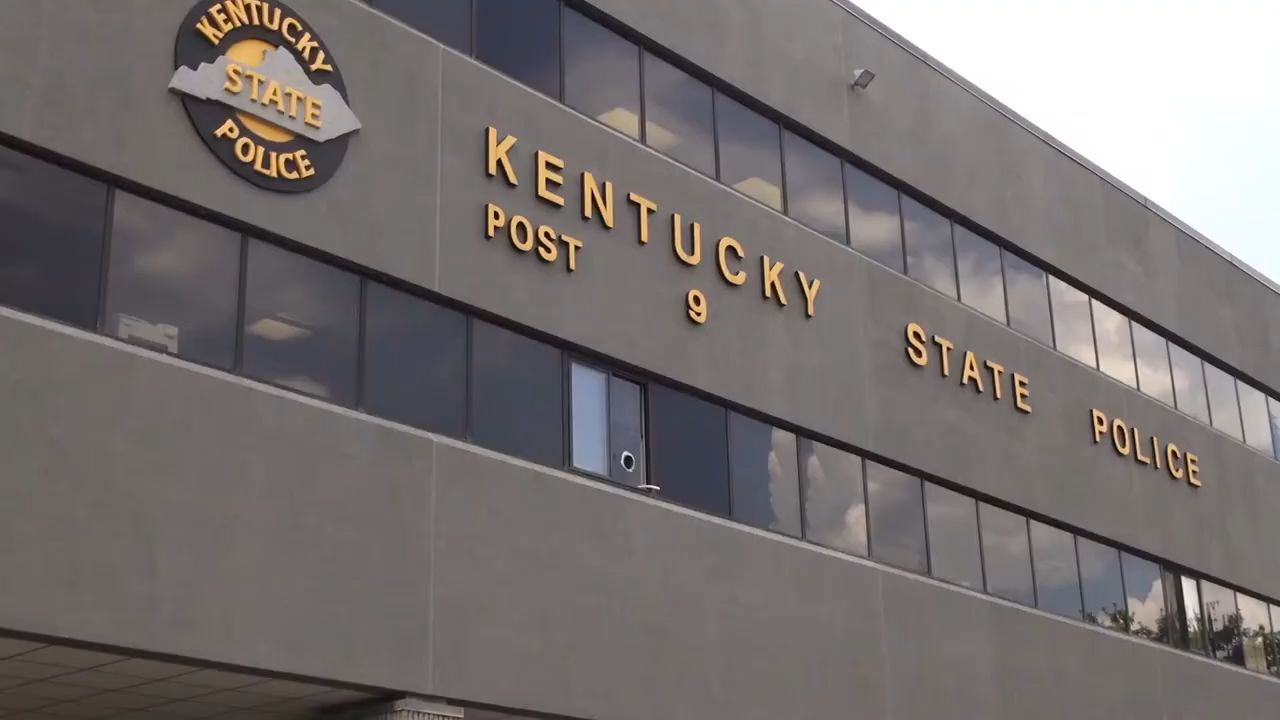 KENTUCKY
STATE
POLICE
KENTUCKY STATE POLICE
POST 9